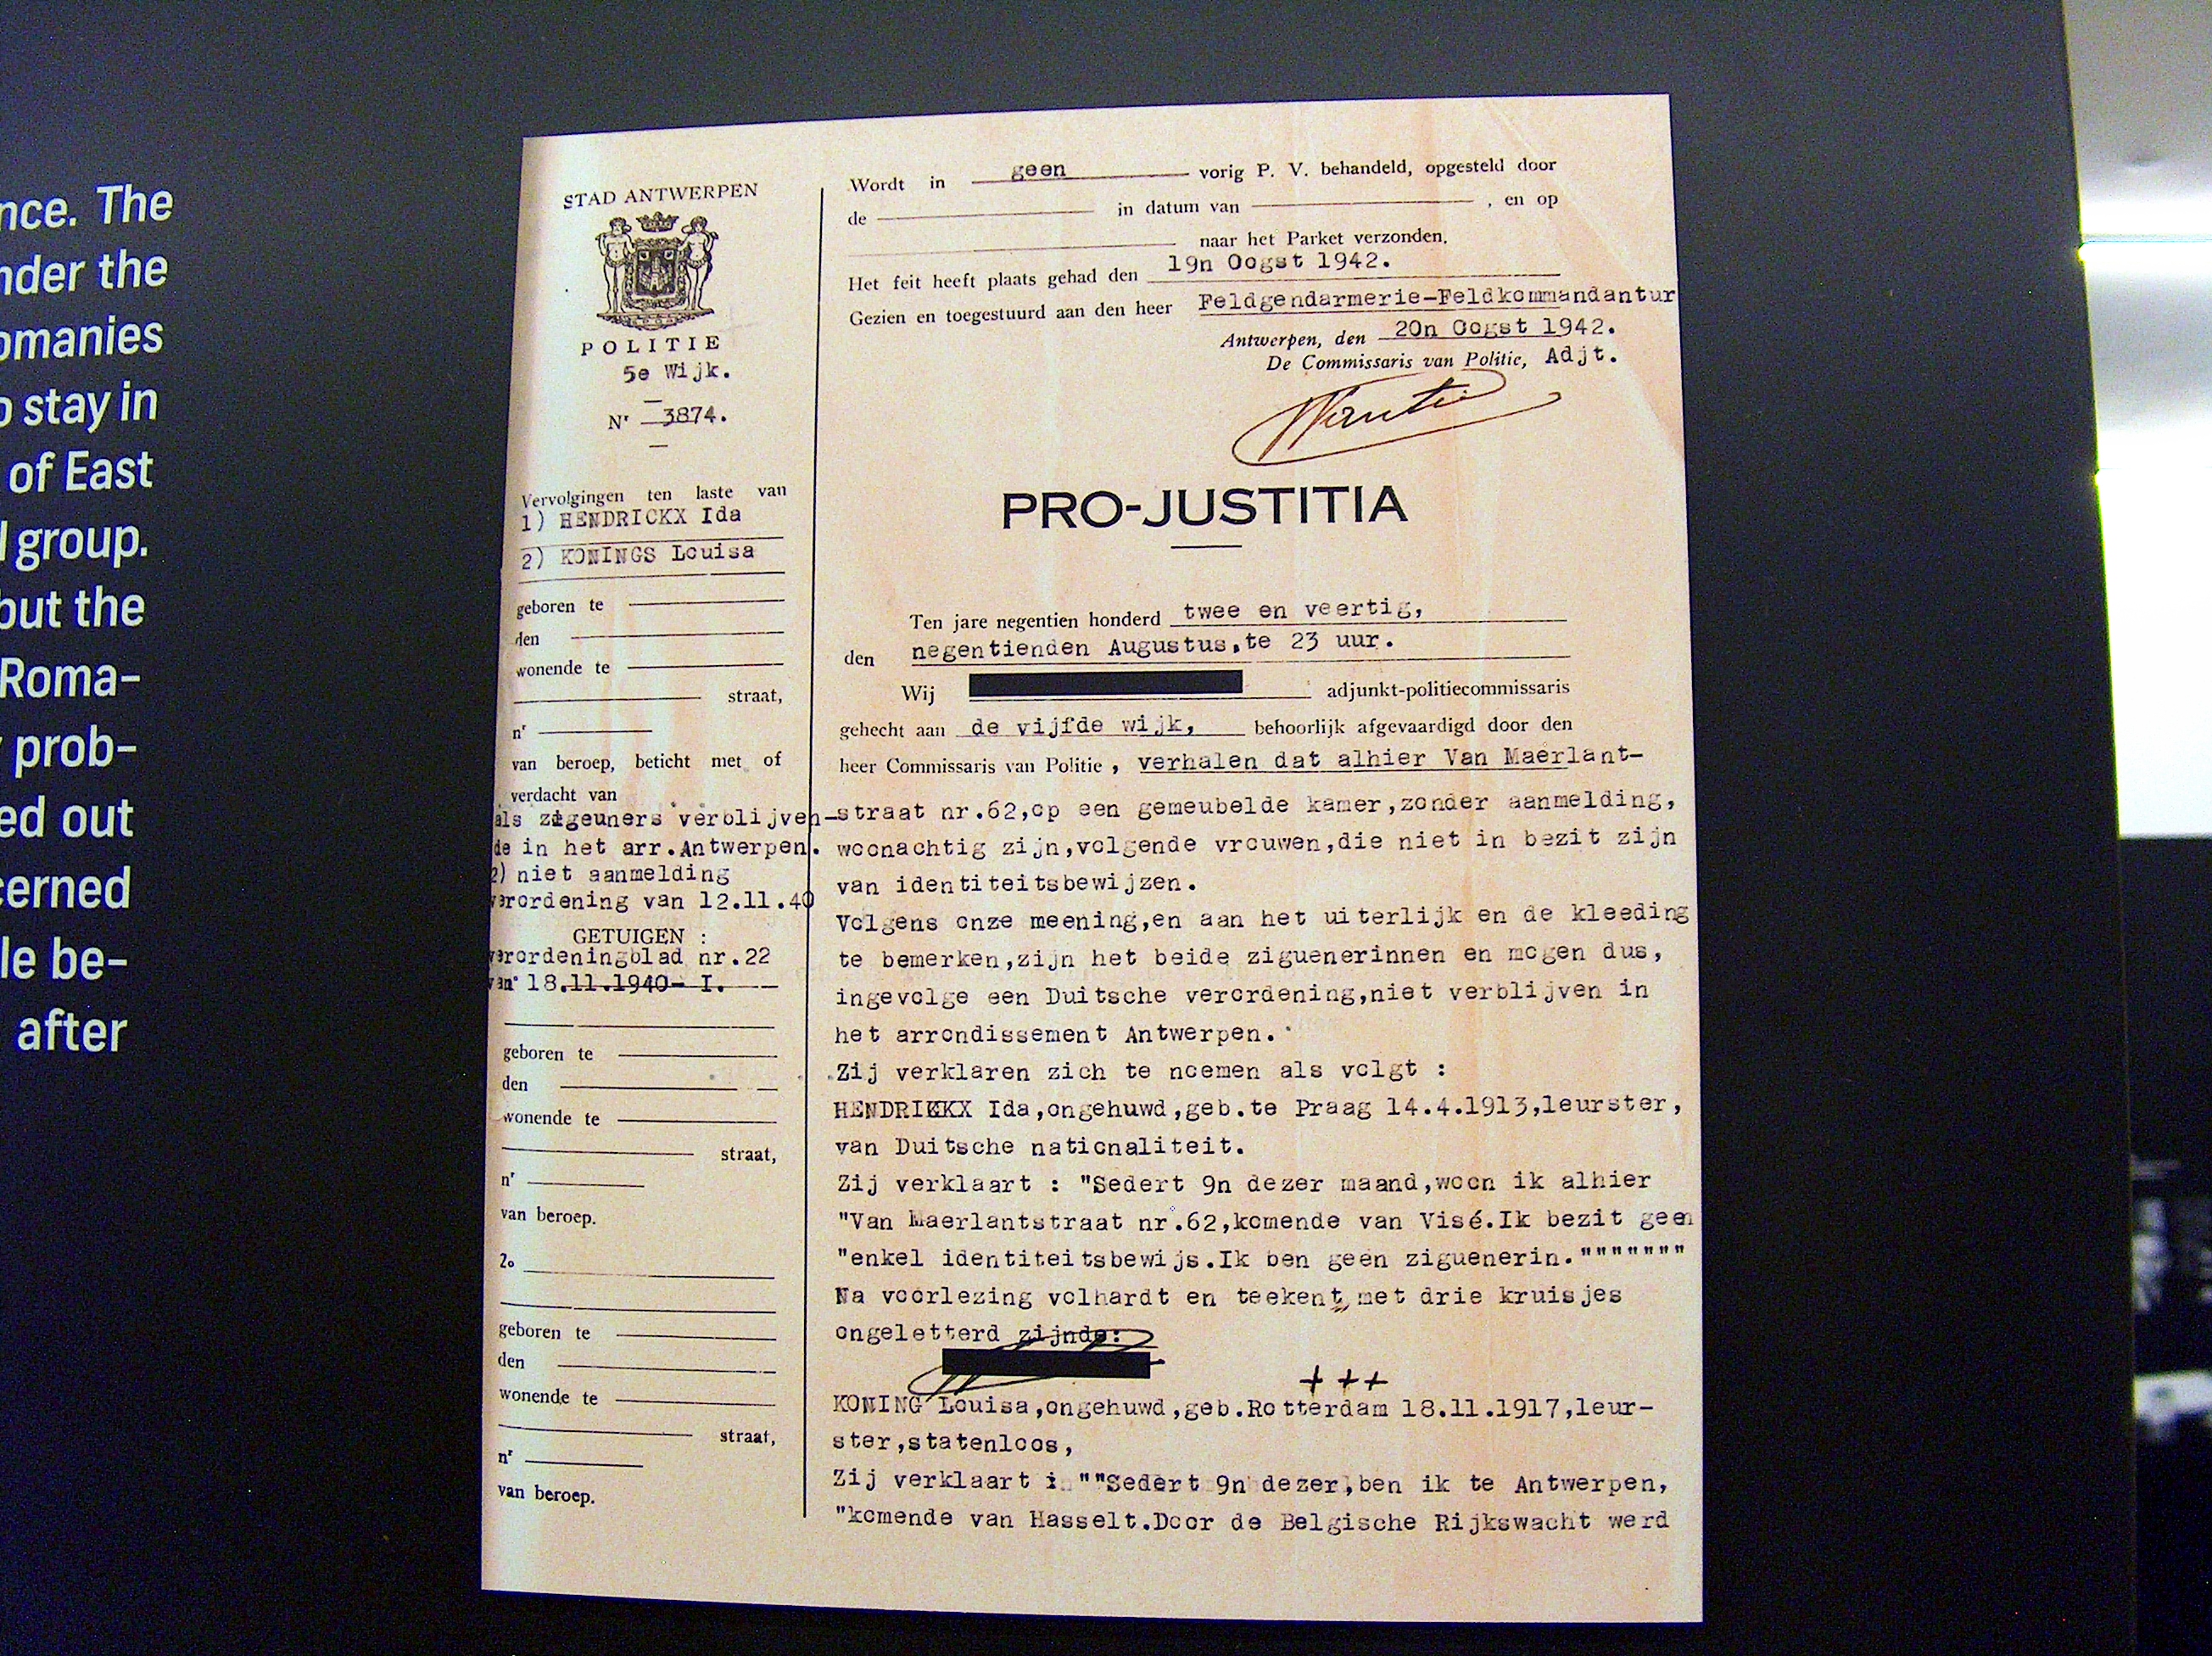 nce. The
nder the
omanies
o stay in
of East
d group.
but the
Roma-
y prob-
ed out
cerned
le be-
after
STAD ANTWERPEN
POLITIE
5e Wijk.
Nr 3874.
Vervolgingen ten laste van
1) HENDRICKX Ida
2) KONINGS Louisa
geboren te
den
wonende te
straat,
nr
van beroep, beticht met of
verdacht van
als zigeuners verblijven-
de in het arr.Antwerpen.
2) niet aanmelding
verordening van 12.11.40
GETUIGEN :
verordeningblad nr.22
van 18.11.1940- I.
geboren te
den
wonende te
straat,
nr
van beroep.
2o
geboren te
den
wonende te
straat,
nr
van beroep.
Wordt in geen vorig P. V. behandeld, opgesteld door
de in datum van , en op
naar het Parket verzonden.
Het feit heeft plaats gehad den 19n Oogst 1942.
Gezien en toegestuurd aan den heer Feldgendarmerie-Feldkommandantur
Antwerpen, den 20n Oogst 1942.
De Commissaris van Politie, Adjt.
PRO-JUSTITIA
Ten jare negentien honderd twee en veertig,
den negentienden Augustus,te 23 uur.
Wij adjunkt-politiecommissaris
gehecht aan de vijfde wijk, behoorlijk afgevaardigd door den
heer Commissaris van Politie , verhalen dat alhier Van Maerlant-
straat nr.62,op een gemeubelde kamer,zonder aanmelding,
woonachtig zijn,volgende vrouwen,die niet in bezit zijn
van identiteitsbewijzen.
Volgens onze meening,en aan het uiterlijk en de kleeding
te bemerken,zijn het beide ziguenerinnen en mogen dus,
ingevolge een Duitsche verordening,niet verblijven in
het arrondissement Antwerpen.
Zij verklaren zich te noemen als volgt :
HENDRIKKX Ida,ongehuwd,geb.te Praag 14.4.1913,leurster,
van Duitsche nationaliteit.
Zij verklaart : "Sedert 9n dezer maand,woon ik alhier
"Van Maerlantstraat nr.62,komende van Visé.Ik bezit geen
"enkel identiteitsbewijs.Ik ben geen ziguenerin."""""""
Na voorlezing volhardt en teekent met drie kruisjes
ongeletterd zijnde:
+ + +
KONING Louisa,ongehuwd,geb.Rotterdam 18.11.1917,leur-
ster,statenloos,
Zij verklaart : ""Sedert 9n dezer,ben ik te Antwerpen,
"komende van Hasselt.Door de Belgische Rijkswacht werd